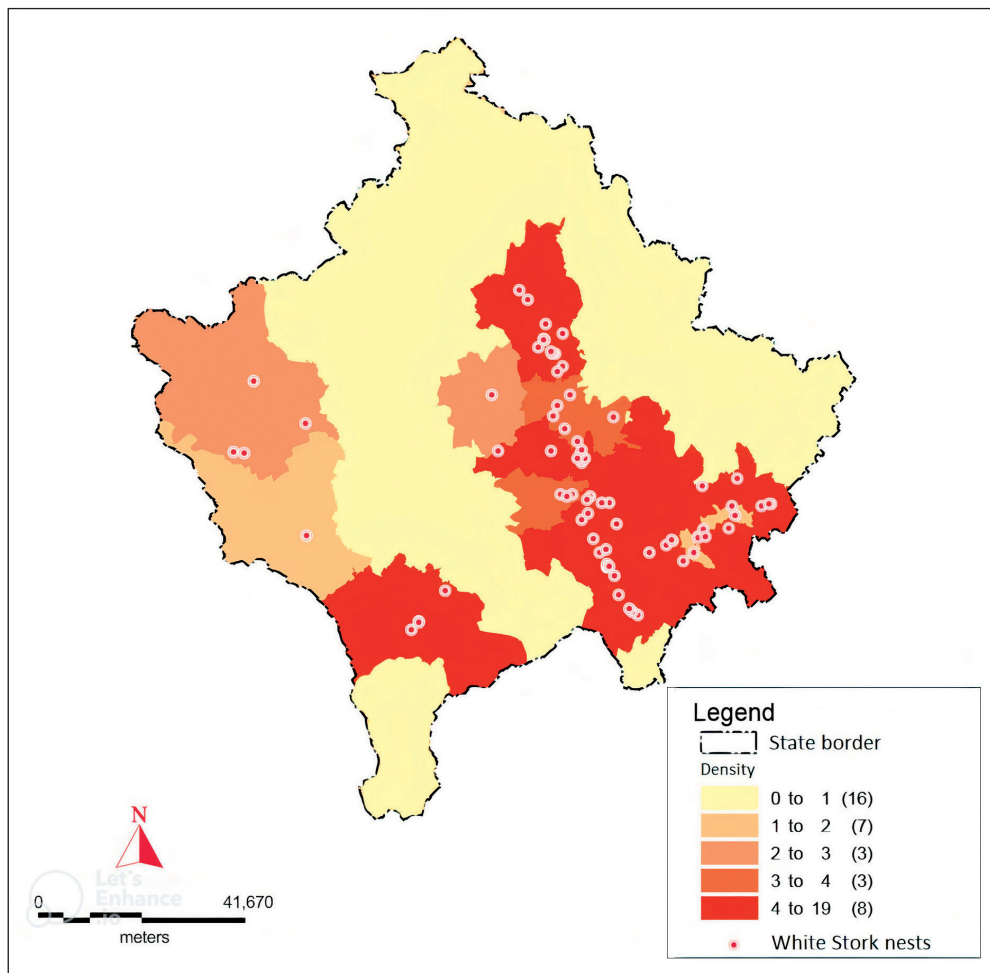 Legend
State border
Density
0 to 1 (16)
1 to 2 (7)
2 to 3 (3)
3 to 4 (3)
4 to 19 (8)
White Stork nests
N
Let's
Enhance
.io
0 41,670
meters